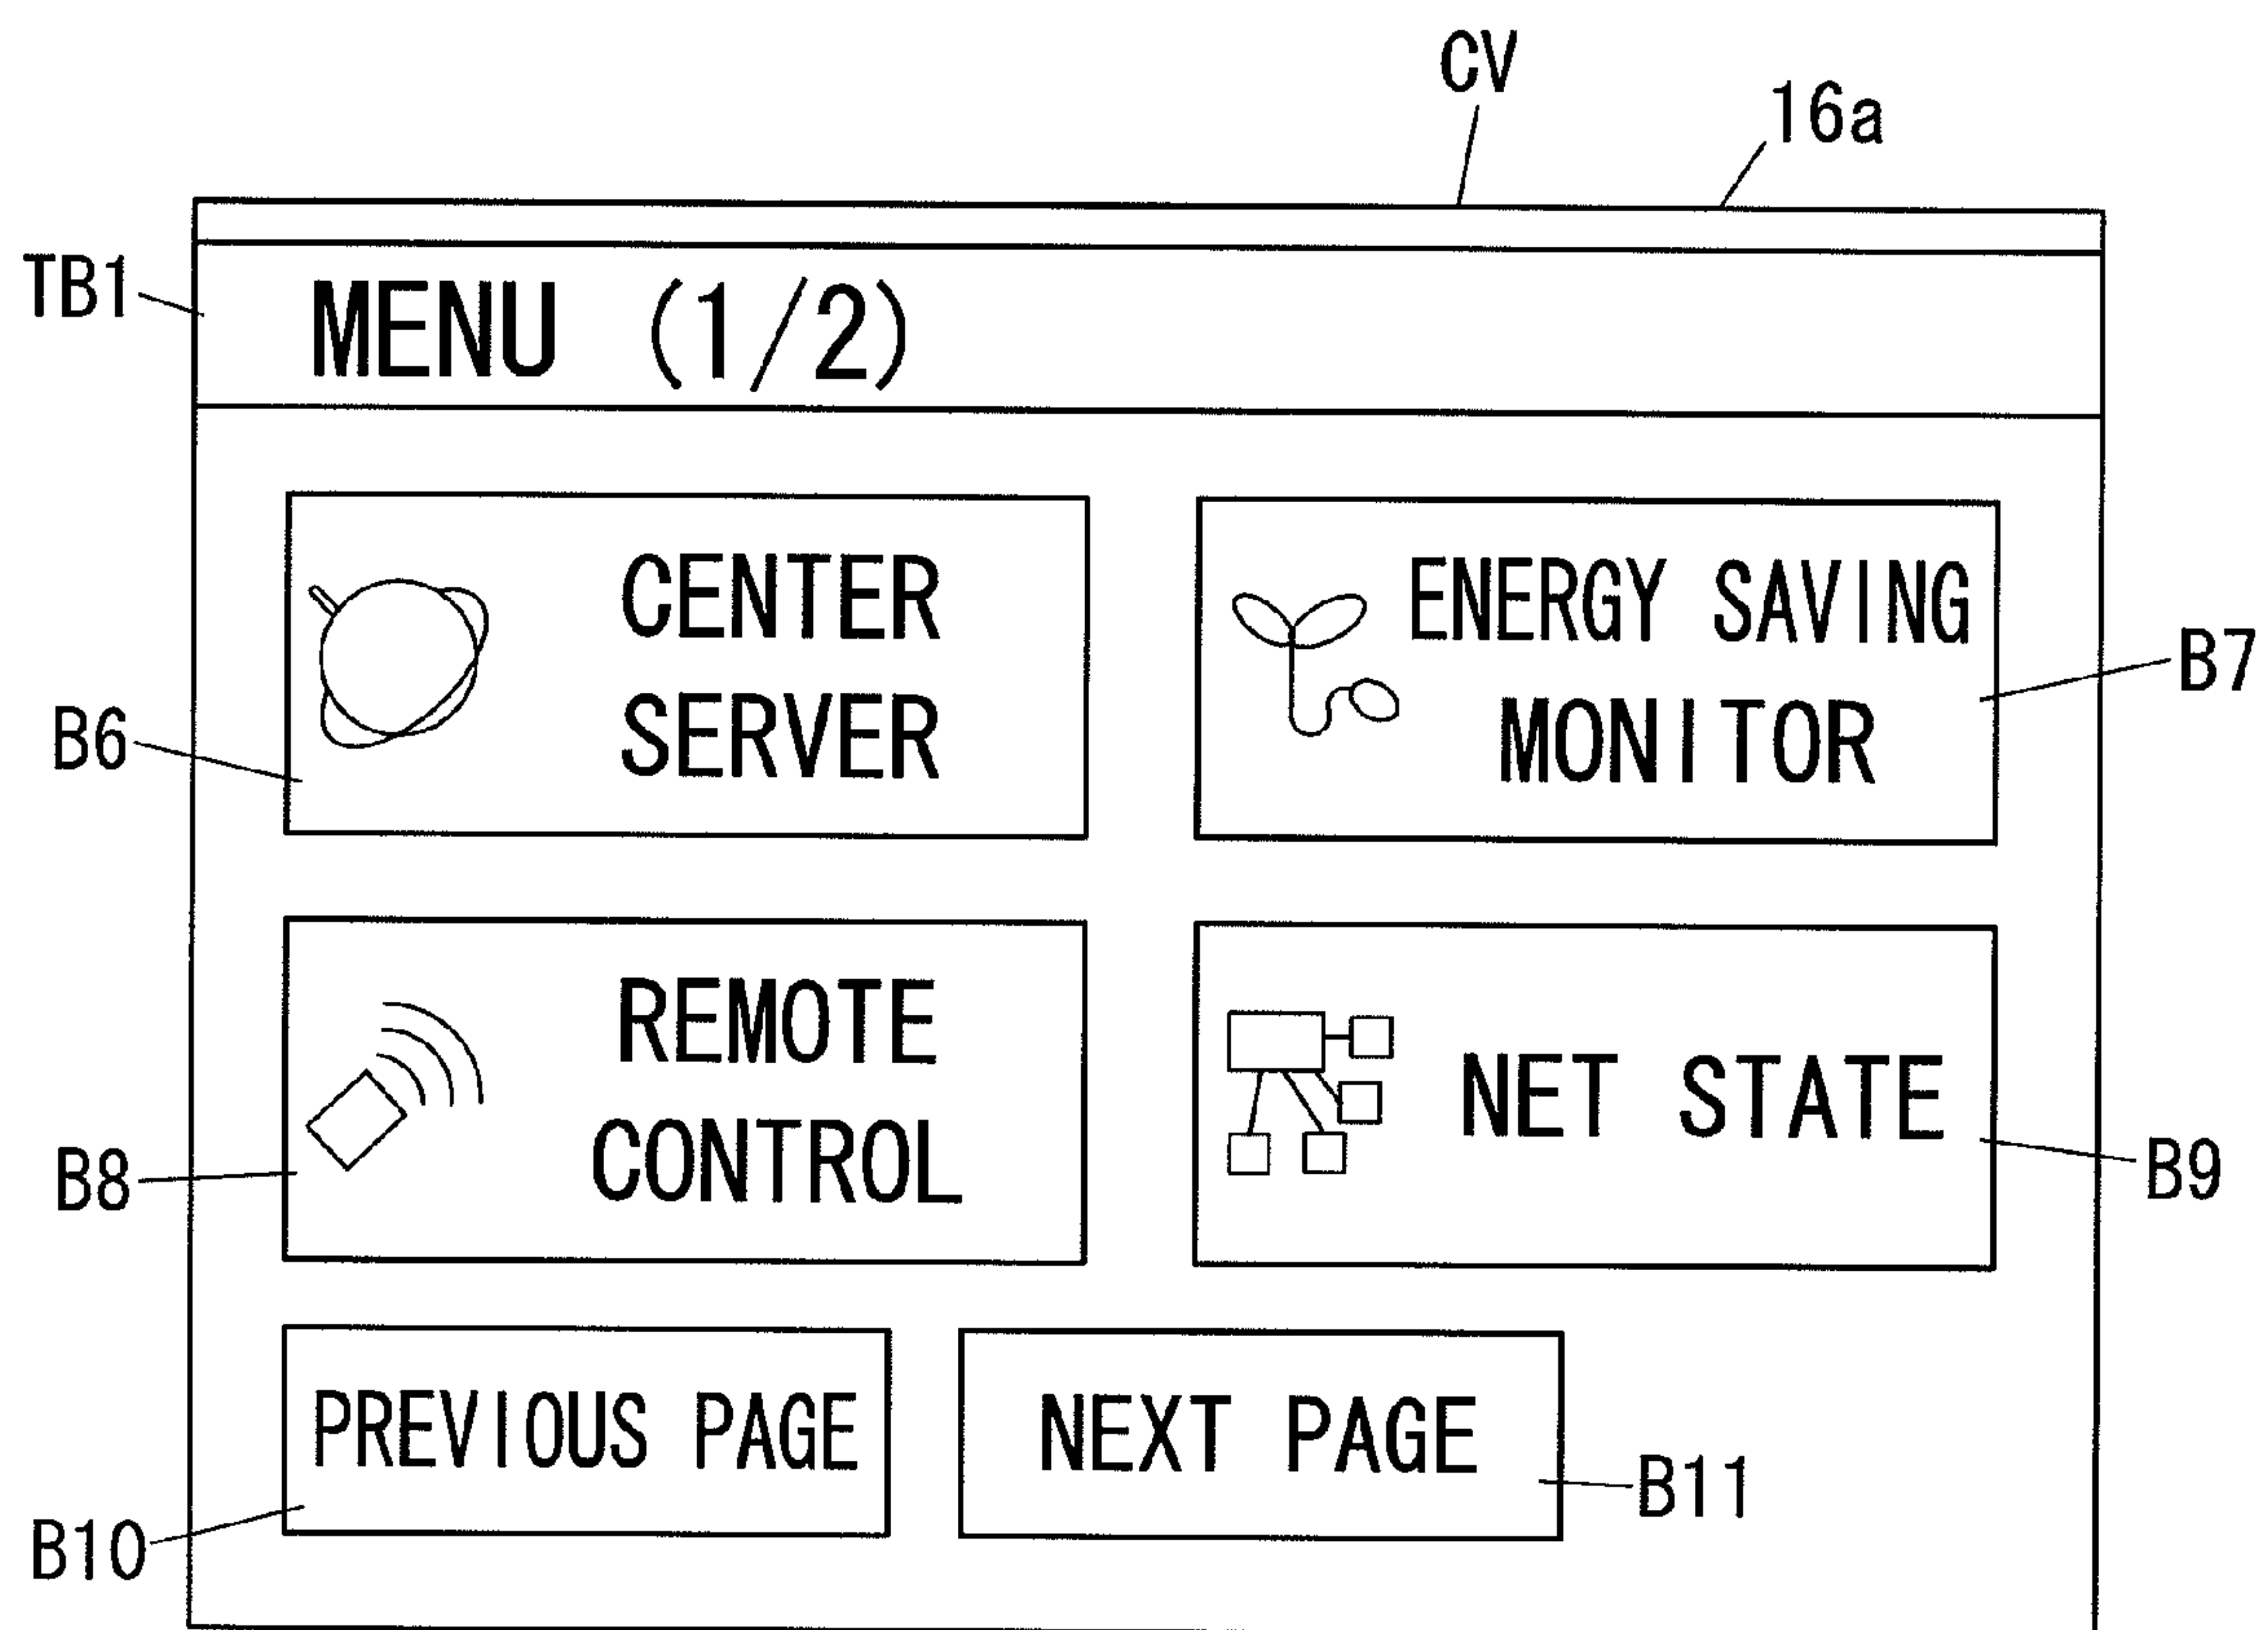 CV
16a
TB1
MENU (1/2)
CENTER
SERVER
B6
ENERGY SAVING
MONITOR
B7
REMOTE
CONTROL
B8
NET STATE
B9
PREVIOUS PAGE
B10
NEXT PAGE
B11